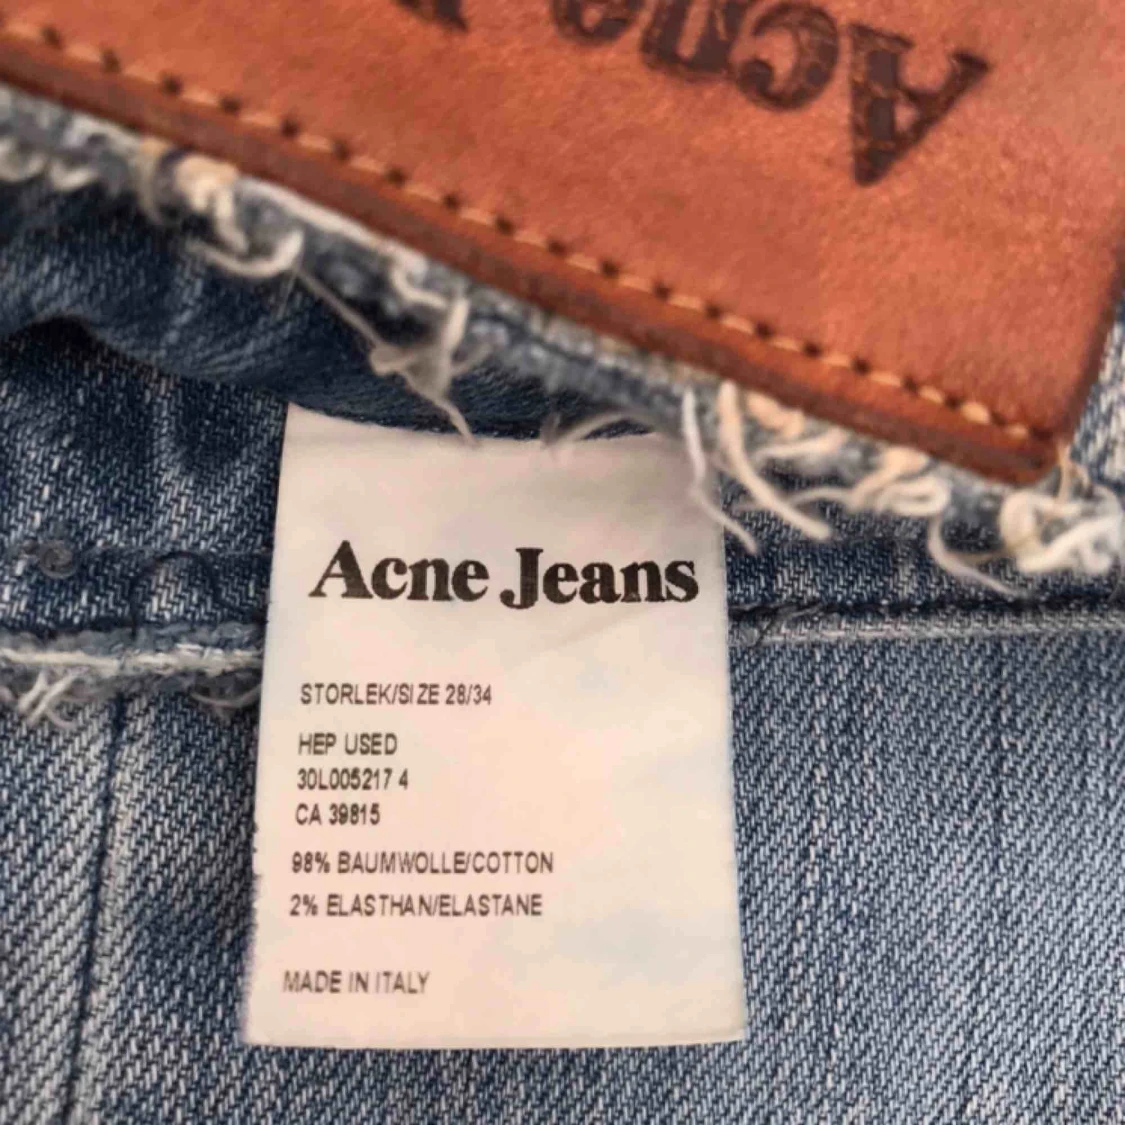 Acne
Acne Jeans
STORLEK/SIZE 28/34
HEP USED
30L005217 4
CA 39815
98% BAUMWOLLE/COTTON
2% ELASTHAN/ELASTANE
MADE IN ITALY